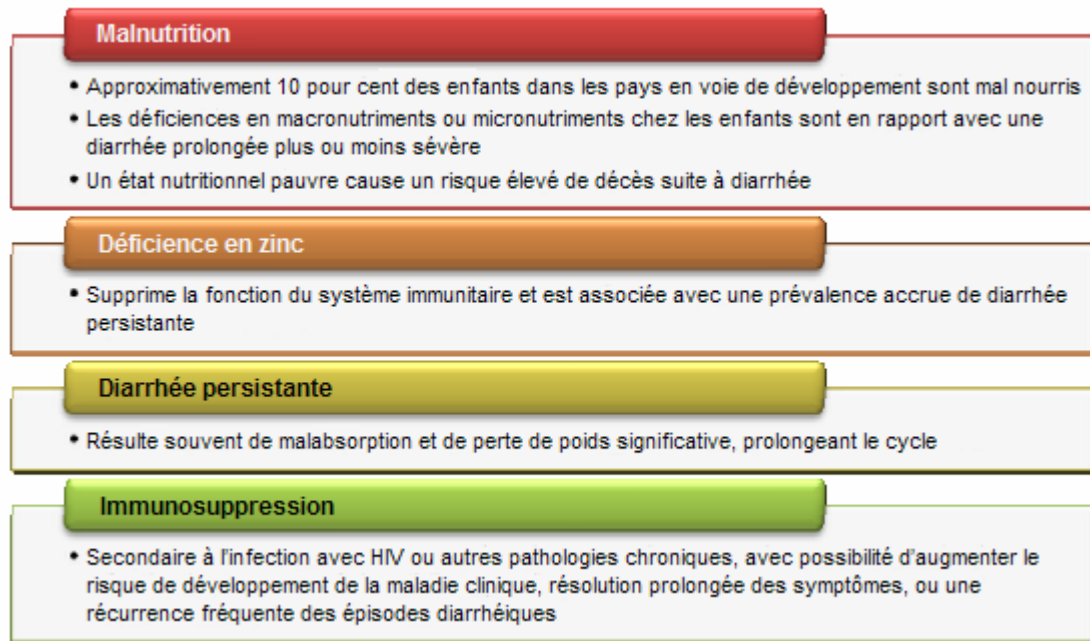 Malnutrition
• Approximativement 10 pour cent des enfants dans les pays en voie de développement sont mal nourris
• Les déficiences en macronutriments ou micronutriments chez les enfants sont en rapport avec une
diarrhée prolongée plus ou moins sévère
• Un état nutritionnel pauvre cause un risque élevé de décès suite à diarrhée
Déficience en zinc
• Supprime la fonction du système immunitaire et est associée avec une prévalence accrue de diarrhée
persistante
Diarrhée persistante
• Résulte souvent de malabsorption et de perte de poids significative, prolongeant le cycle
Immunosuppression
• Secondaire à l'infection avec HIV ou autres pathologies chroniques, avec possibilité d'augmenter le
risque de développement de la maladie clinique, résolution prolongée des symptômes, ou une
récurrence fréquente des épisodes diarrhéiques